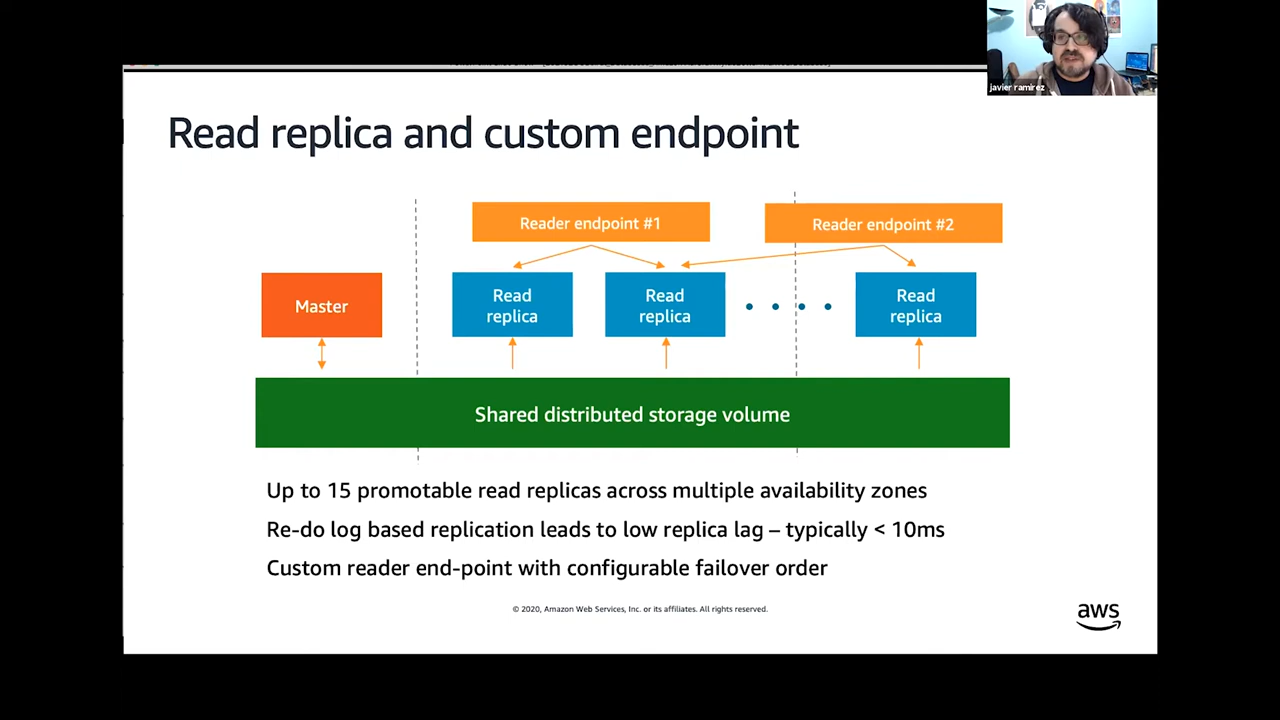 javier ramirez
Read replica and custom endpoint
Reader endpoint #1
Reader endpoint #2
Master
Read
replica
Read
replica
Read
replica
Shared distributed storage volume
Up to 15 promotable read replicas across multiple availability zones
Re-do log based replication leads to low replica lag – typically < 10ms
Custom reader end-point with configurable failover order
© 2020, Amazon Web Services, Inc. or its affiliates. All rights reserved.
aws